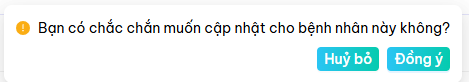 Bạn có chắc chắn muốn cập nhật cho bệnh nhân này không?
Huỷ bỏ
Đồng ý